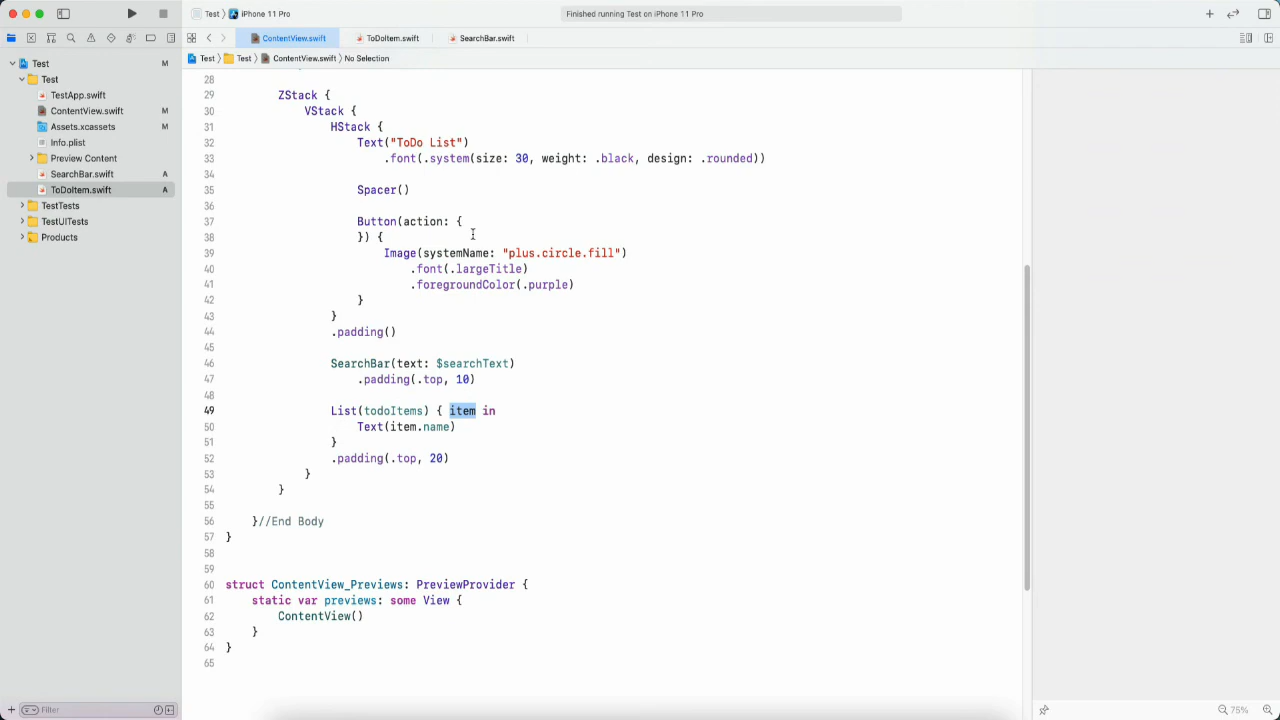 Test
iPhone 11 Pro
Finished running Test on iPhone 11 Pro
ContentView.swift
ToDoItem.swift
SearchBar.swift
Test
Test
ContentView.swift
No Selection
Test M
Test
TestApp.swift
ContentView.swift M
Assets.xcassets M
Info.plist
Preview Content
SearchBar.swift A
ToDoItem.swift A
TestTests
TestUITests
Products
28
29 ZStack {
30 VStack {
31 HStack {
32 Text("ToDo List")
33 .font(.system(size: 30, weight: .black, design: .rounded))
34
35 Spacer()
36
37 Button(action: {
38 }) {
39 Image(systemName: "plus.circle.fill")
40 .font(.largeTitle)
41 .foregroundColor(.purple)
42 }
43 }
44 .padding()
45
46 SearchBar(text: $searchText)
47 .padding(.top, 10)
48
49 List(todoItems) { item in
50 Text(item.name)
51 }
52 .padding(.top, 20)
53 }
54 }
55
56 }//End Body
57 }
58
59
60 struct ContentView_Previews: PreviewProvider {
61 static var previews: some View {
62 ContentView()
63 }
64 }
65
Filter
75%